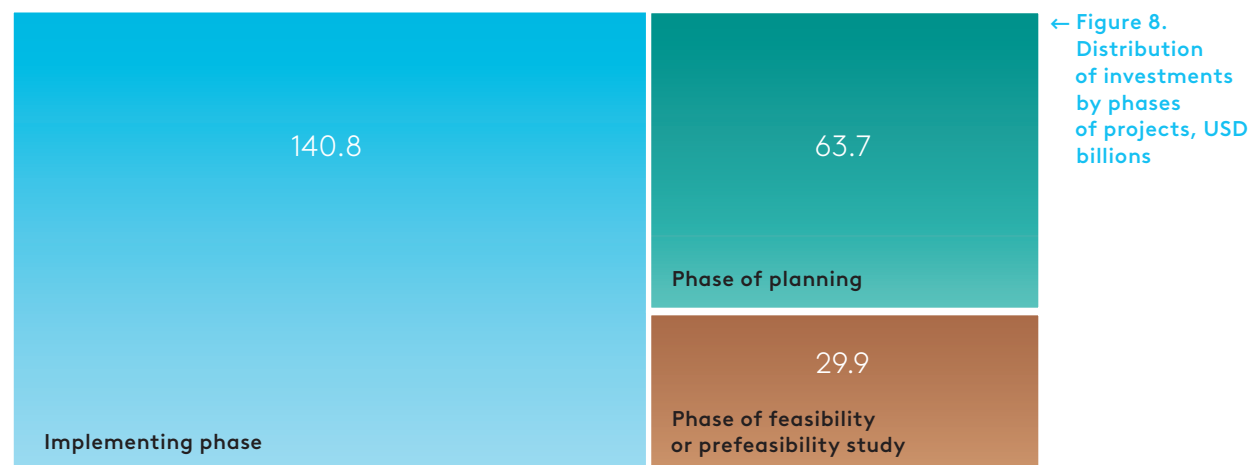 140.8
Implementing phase
63.7
Phase of planning
29.9
Phase of feasibility
or prefeasibility study
← Figure 8.
Distribution
of investments
by phases
of projects, USD
billions